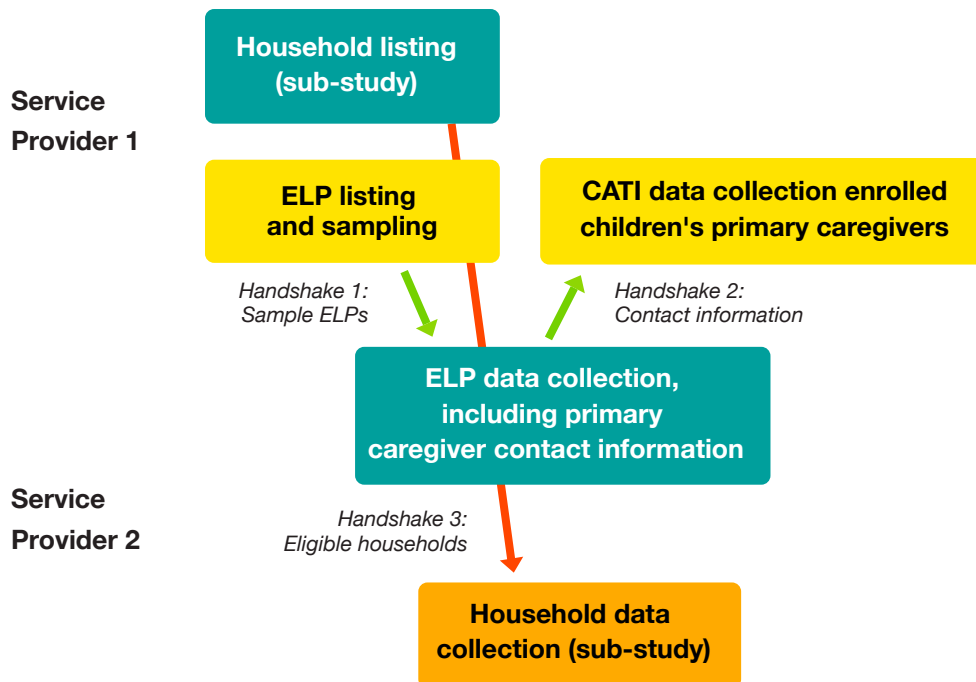 Household listing
(sub-study)
Service
Provider 1
ELP listing
and sampling
CATI data collection enrolled
children's primary caregivers
Handshake 1:
Sample ELPs
Handshake 2:
Contact information
ELP data collection,
including primary
caregiver contact information
Service
Provider 2
Handshake 3:
Eligible households
Household data
collection (sub-study)